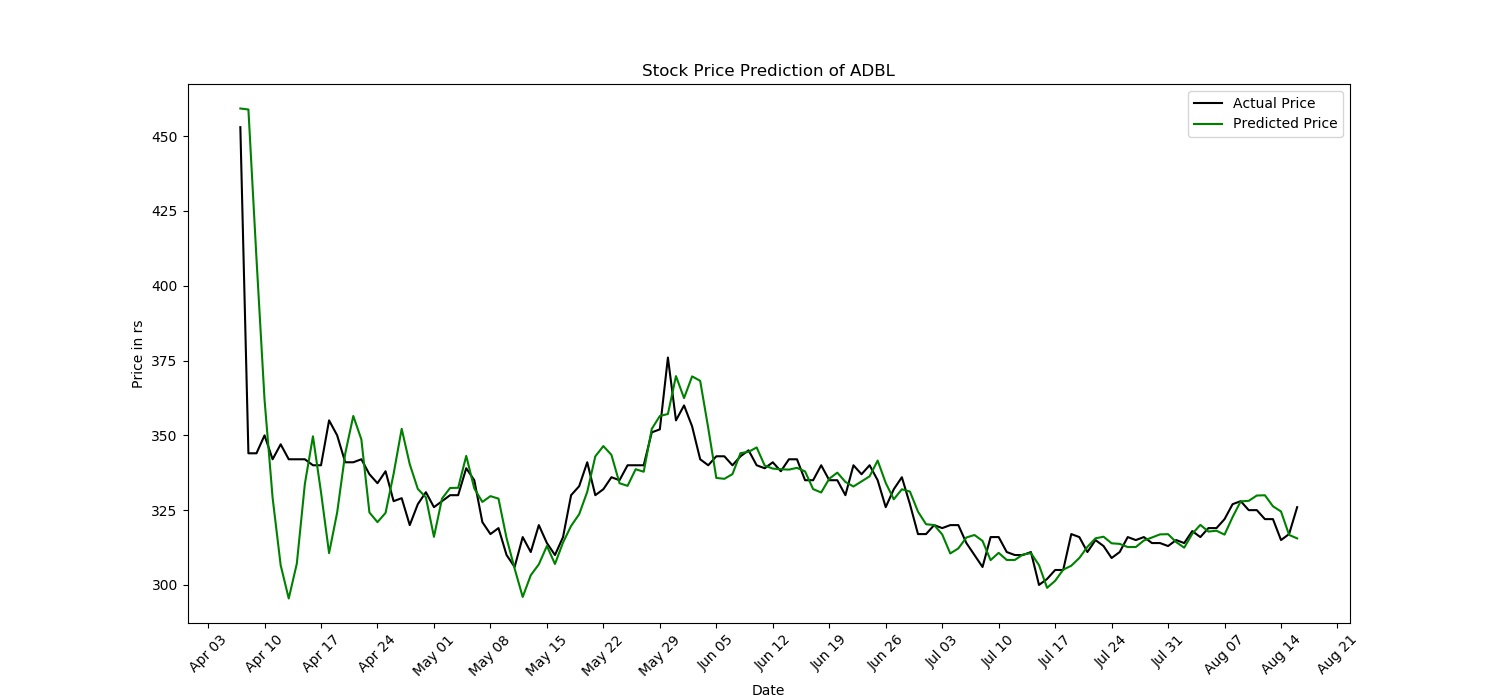 Stock Price Prediction of ADBL
Actual Price
Predicted Price
Price in rs
450
425
400
375
350
325
300
Apr 03
Apr 10
Apr 17
Apr 24
May 01
May 08
May 15
May 22
May 29
Jun 05
Jun 12
Jun 19
Jun 26
Jul 03
Jul 10
Jul 17
Jul 24
Jul 31
Aug 07
Aug 14
Aug 21
Date